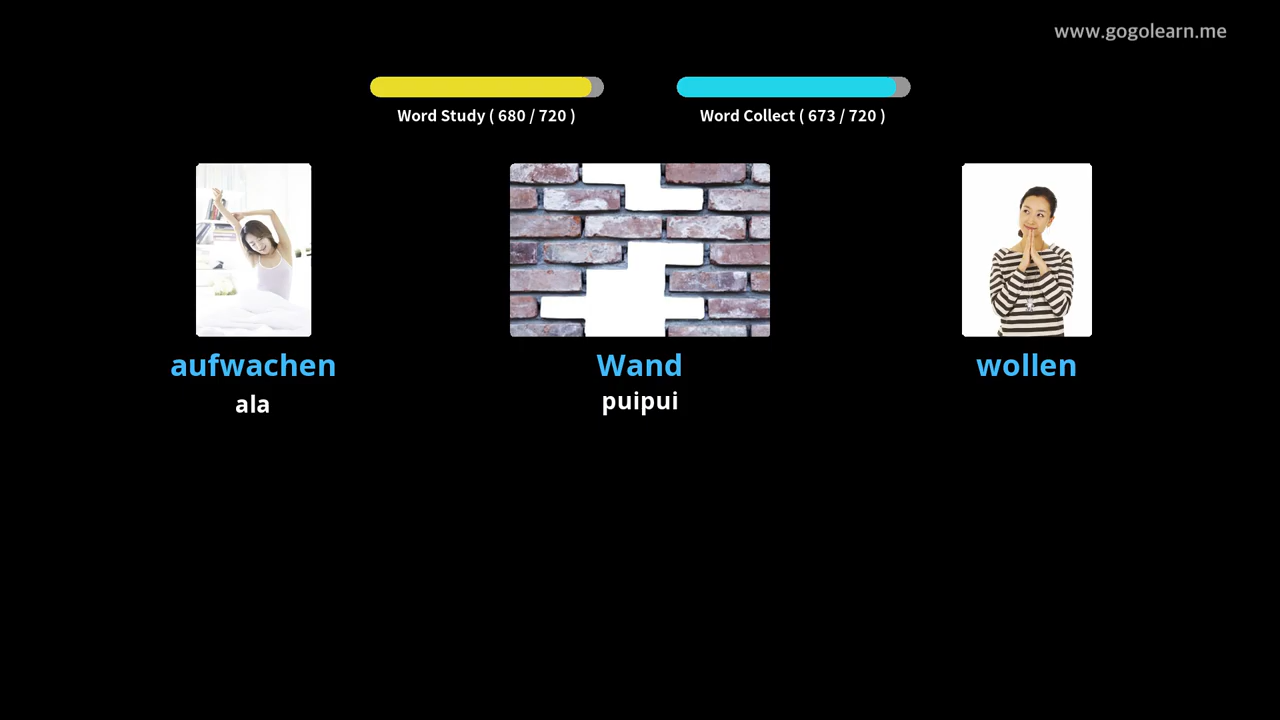 www.gogolearn.me
Word Study ( 680 / 720 )
Word Collect ( 673 / 720 )
aufwachen
ala
Wand
puipui
wollen